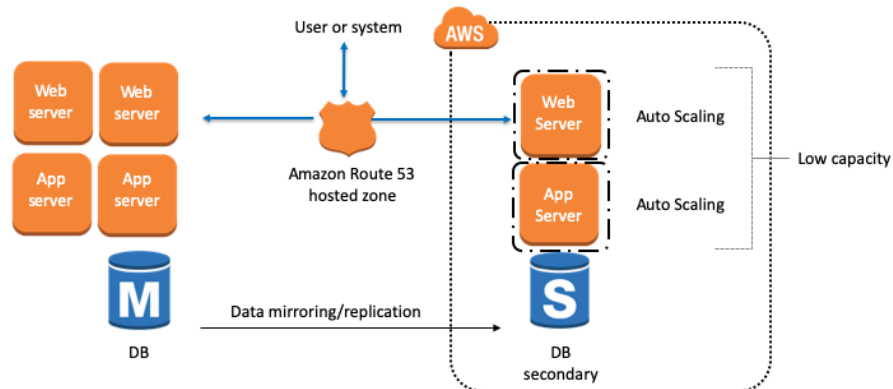 User or system
AWS
Web
server
Web
server
Web
Server
Auto Scaling
Low capacity
Amazon Route 53
hosted zone
App
server
App
server
App
Server
Auto Scaling
M
S
Data mirroring/replication
DB
DB
secondary